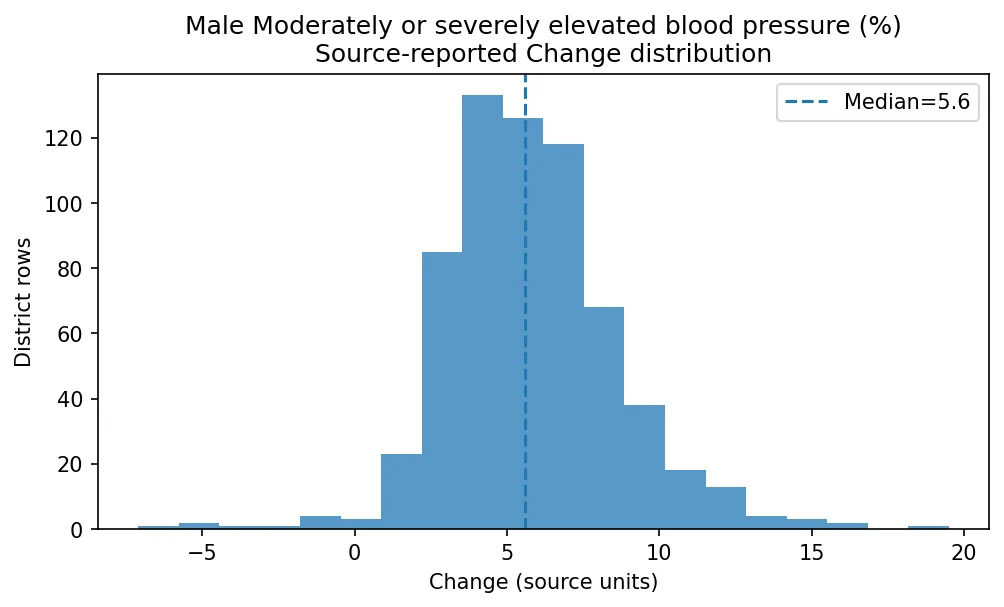 Male Moderately or severely elevated blood pressure (%)
Source-reported Change distribution
Median=5.6
District rows
120
100
80
60
40
20
0
−5
0
5
10
15
20
Change (source units)